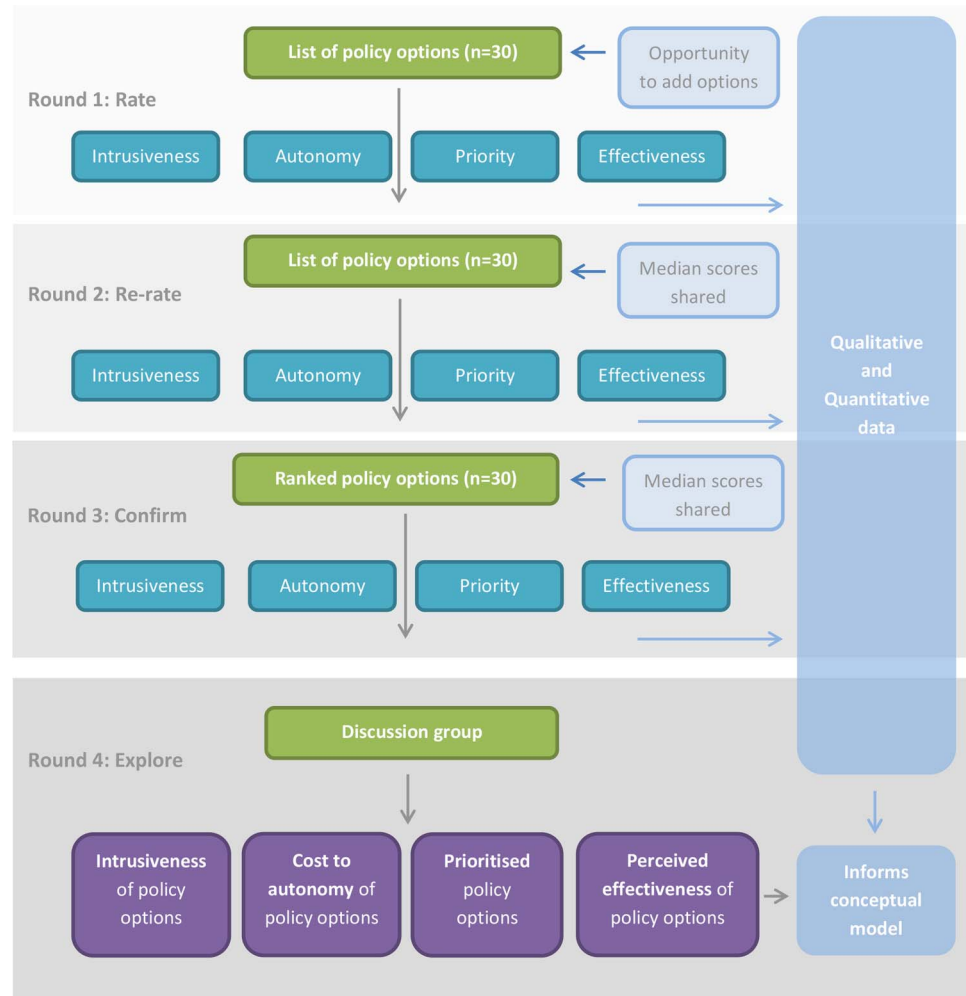 List of policy options (n=30)
Opportunity
to add options
Round 1: Rate
Intrusiveness
Autonomy
Priority
Effectiveness
List of policy options (n=30)
Median scores
shared
Round 2: Re-rate
Intrusiveness
Autonomy
Priority
Effectiveness
Ranked policy options (n=30)
Median scores
shared
Round 3: Confirm
Intrusiveness
Autonomy
Priority
Effectiveness
Qualitative
and
Quantitative
data
Discussion group
Round 4: Explore
Intrusiveness
of policy
options
Cost to
autonomy of
policy options
Prioritised
policy
options
Perceived
effectiveness of
policy options
Informs
conceptual
model